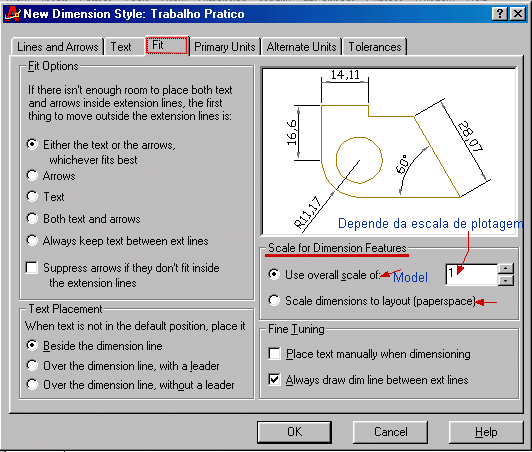 New Dimension Style: Trabalho Pratico
Lines and Arrows
Text
Fit
Primary Units
Alternate Units
Tolerances
Fit Options
If there isn't enough room to place both text
and arrows inside extension lines, the first
thing to move outside the extension lines is:
Either the text or the arrows,
whichever fits best
Arrows
Text
Both text and arrows
Always keep text between ext lines
Suppress arrows if they don't fit inside
the extension lines
Text Placement
When text is not in the default position, place it
Beside the dimension line
Over the dimension line, with a leader
Over the dimension line, without a leader
14,11
16,6
28,07
60°
R11,17
Depende da escala de plotagem
Scale for Dimension Features
Use overall scale of: Model 1
Scale dimensions to layout (paperspace)
Fine Tuning
Place text manually when dimensioning
Always draw dim line between ext lines
OK
Cancel
Help